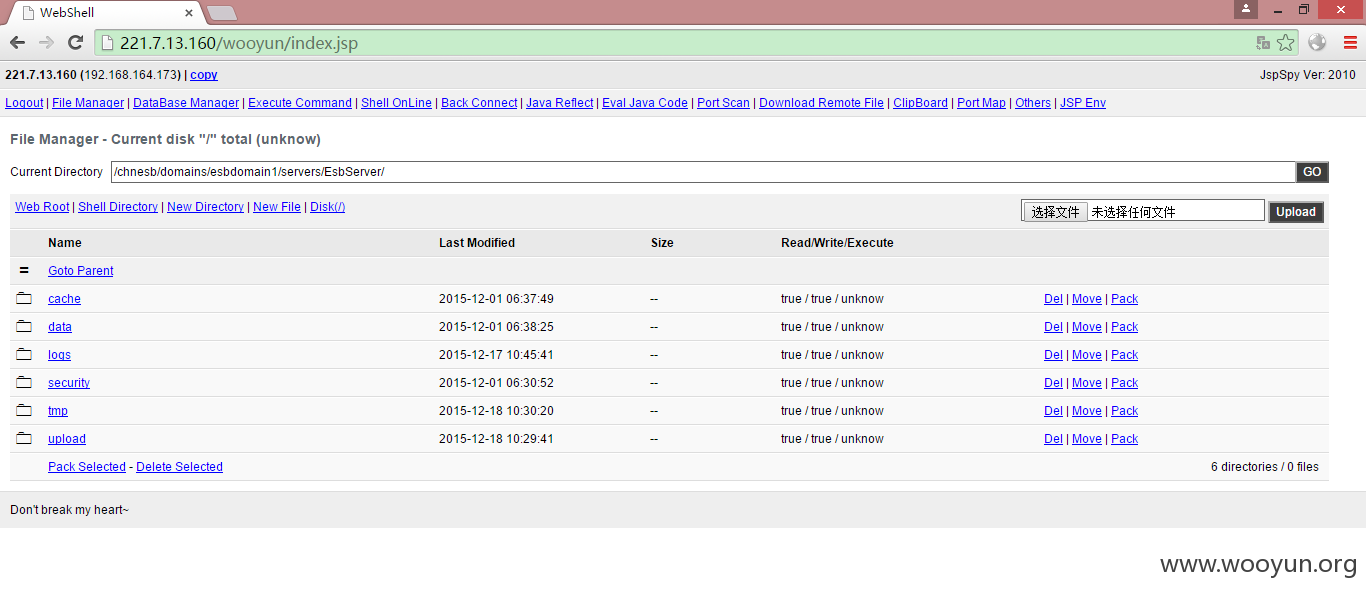 WebShell
221.7.13.160/wooyun/index.jsp
221.7.13.160 (192.168.164.173) | copy JspSpy Ver: 2010
Logout | File Manager | DataBase Manager | Execute Command | Shell OnLine | Back Connect | Java Reflect | Eval Java Code | Port Scan | Download Remote File | ClipBoard | Port Map | Others | JSP Env
File Manager - Current disk "/" total (unknow)
Current Directory /chnesb/domains/esbdomain1/servers/EsbServer/ GO
Web Root | Shell Directory | New Directory | New File | Disk(/) 选择文件 未选择任何文件 Upload
Name Last Modified Size Read/Write/Execute
= Goto Parent
cache 2015-12-01 06:37:49 -- true / true / unknow Del | Move | Pack
data 2015-12-01 06:38:25 -- true / true / unknow Del | Move | Pack
logs 2015-12-17 10:45:41 -- true / true / unknow Del | Move | Pack
security 2015-12-01 06:30:52 -- true / true / unknow Del | Move | Pack
tmp 2015-12-18 10:30:20 -- true / true / unknow Del | Move | Pack
upload 2015-12-18 10:29:41 -- true / true / unknow Del | Move | Pack
Pack Selected - Delete Selected 6 directories / 0 files
Don't break my heart~
www.wooyun.org